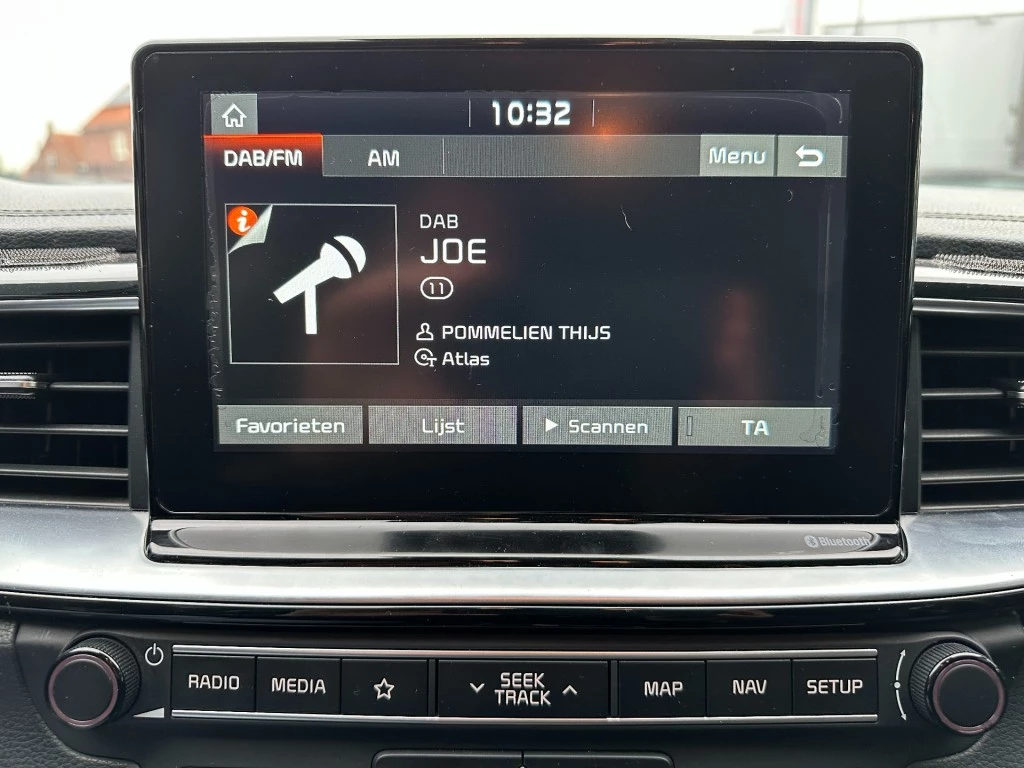 10:32
DAB/FM AM Menu
i
DAB
JOE
11
POMMELIEN THIJS
Atlas
Favorieten Lijst Scannen TA
Bluetooth
RADIO MEDIA SEEK TRACK MAP NAV SETUP